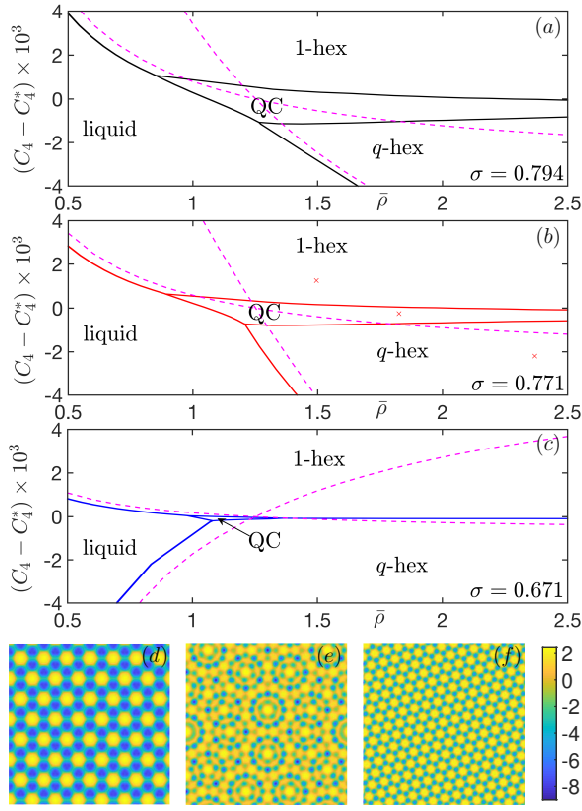 (a)
1-hex
QC
liquid
q-hex
σ = 0.794
4
2
0
-2
-4
(C₄ − C₄*) × 10³
0.5 1 1.5 ρ̄ 2 2.5
(b)
1-hex
QC
liquid
q-hex
σ = 0.771
4
2
0
-2
-4
(C₄ − C₄*) × 10³
0.5 1 1.5 ρ̄ 2 2.5
(c)
1-hex
QC
liquid
q-hex
σ = 0.671
4
2
0
-2
-4
(C₄ − C₄*) × 10³
0.5 1 1.5 ρ̄ 2 2.5
(d) (e) (f)
2
0
-2
-4
-6
-8